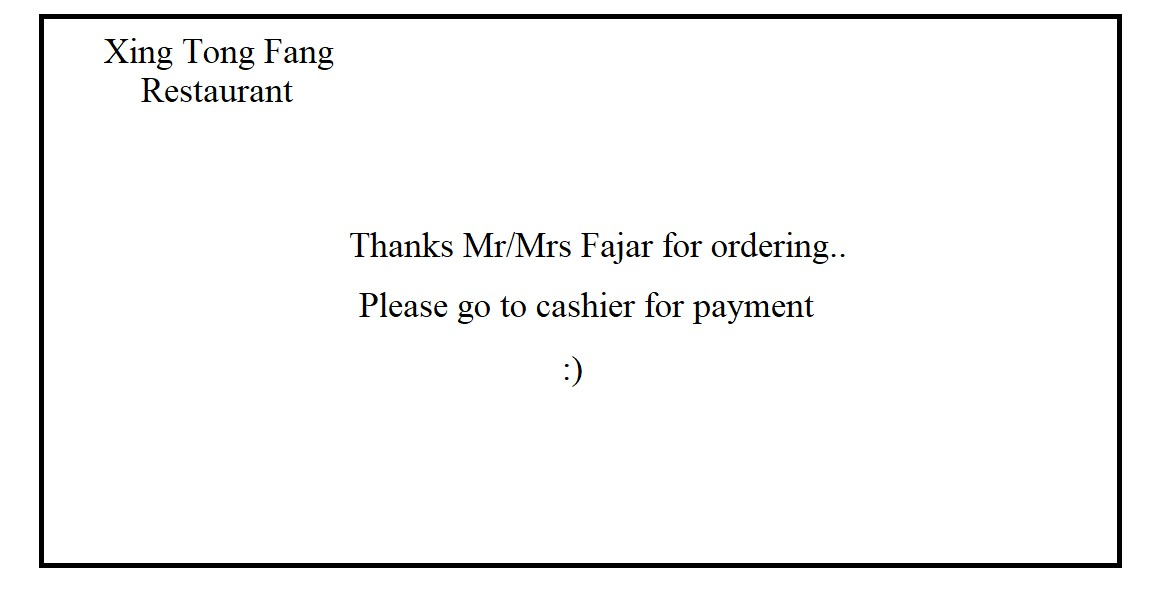 Xing Tong Fang
Restaurant
Thanks Mr/Mrs Fajar for ordering..
Please go to cashier for payment
:)